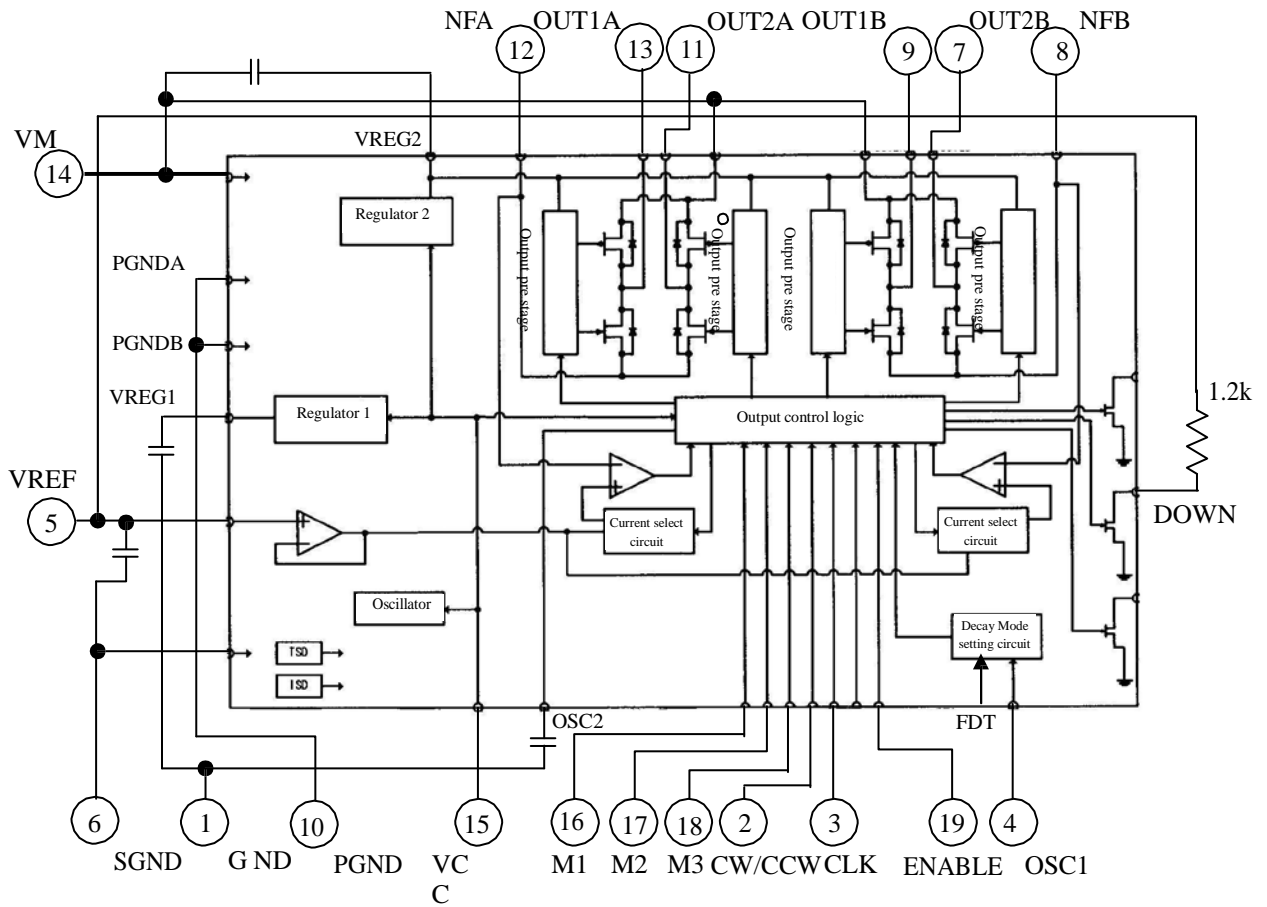 NFA OUT1A OUT2A OUT1B OUT2B NFB
12 13 11 9 7 8
VM
14
VREG2
Regulator 2
Output pre stage
Output pre stage
Output pre stage
Output pre stage
PGNDA
PGNDB
VREG1
Regulator 1
Output control logic
1.2k
VREF
5
DOWN
Current select
circuit
Current select
circuit
Oscillator
Decay Mode
setting circuit
TSD
ISD
OSC2
FDT
6 1 10 15 16 17 18 2 3 19 4
SGND G ND PGND VC
C
M1 M2 M3 CW/CCW CLK ENABLE OSC1